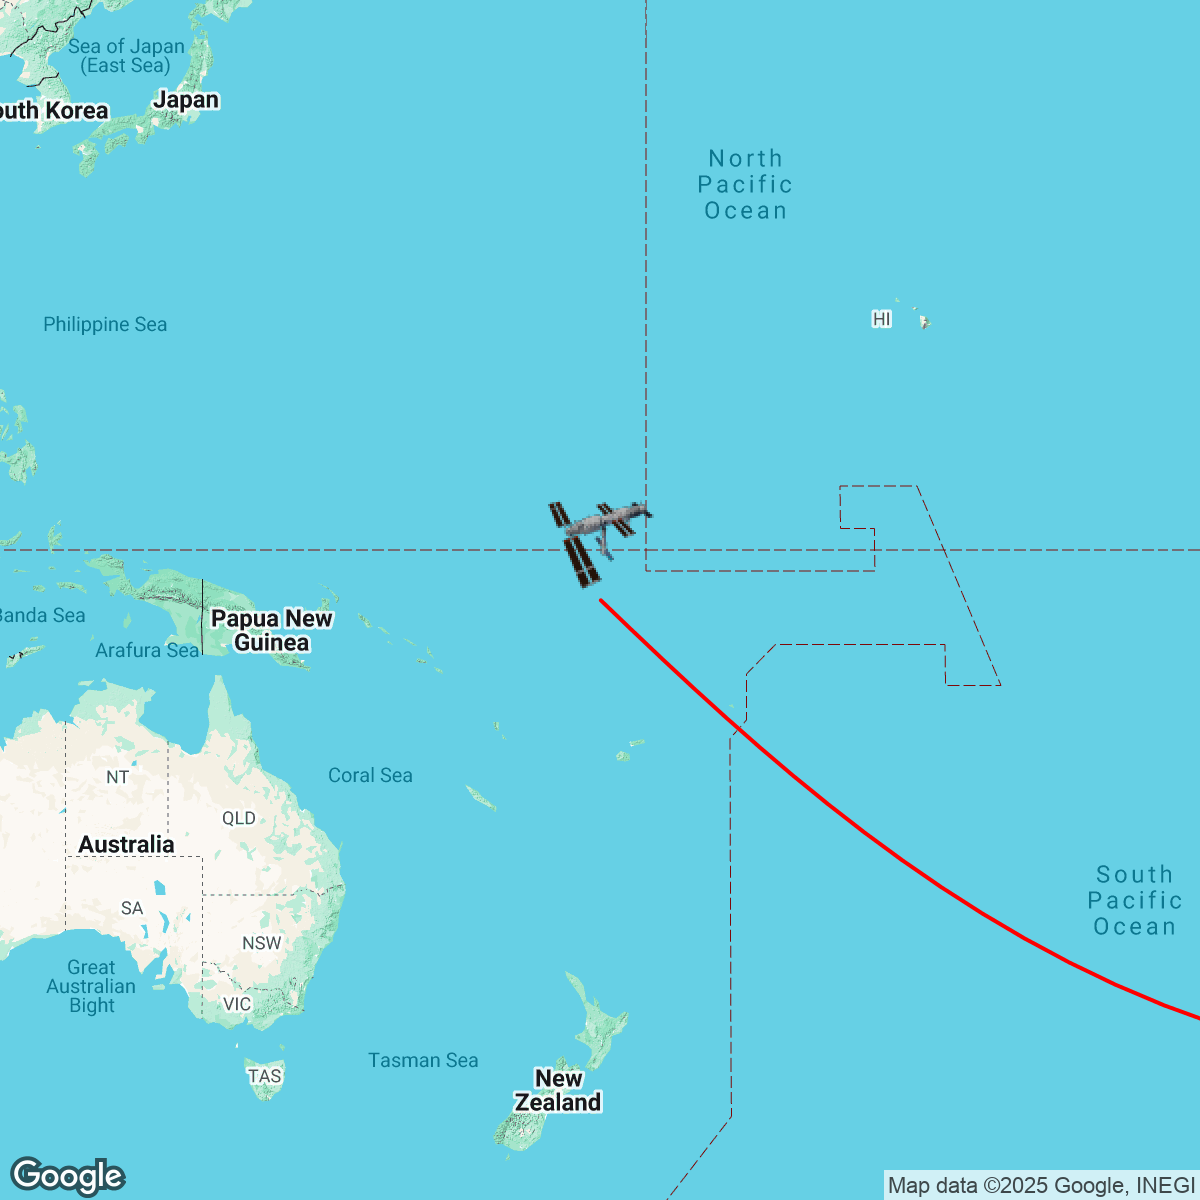 Sea of Japan
(East Sea)
Japan
outh Korea
North
Pacific
Ocean
HI
Philippine Sea
Banda Sea
Papua New
Guinea
Arafura Sea
NT
Coral Sea
QLD
Australia
SA
NSW
South
Pacific
Ocean
Great
Australian
Bight
VIC
Tasman Sea
TAS
New
Zealand
Google
Map data ©2025 Google, INEGI